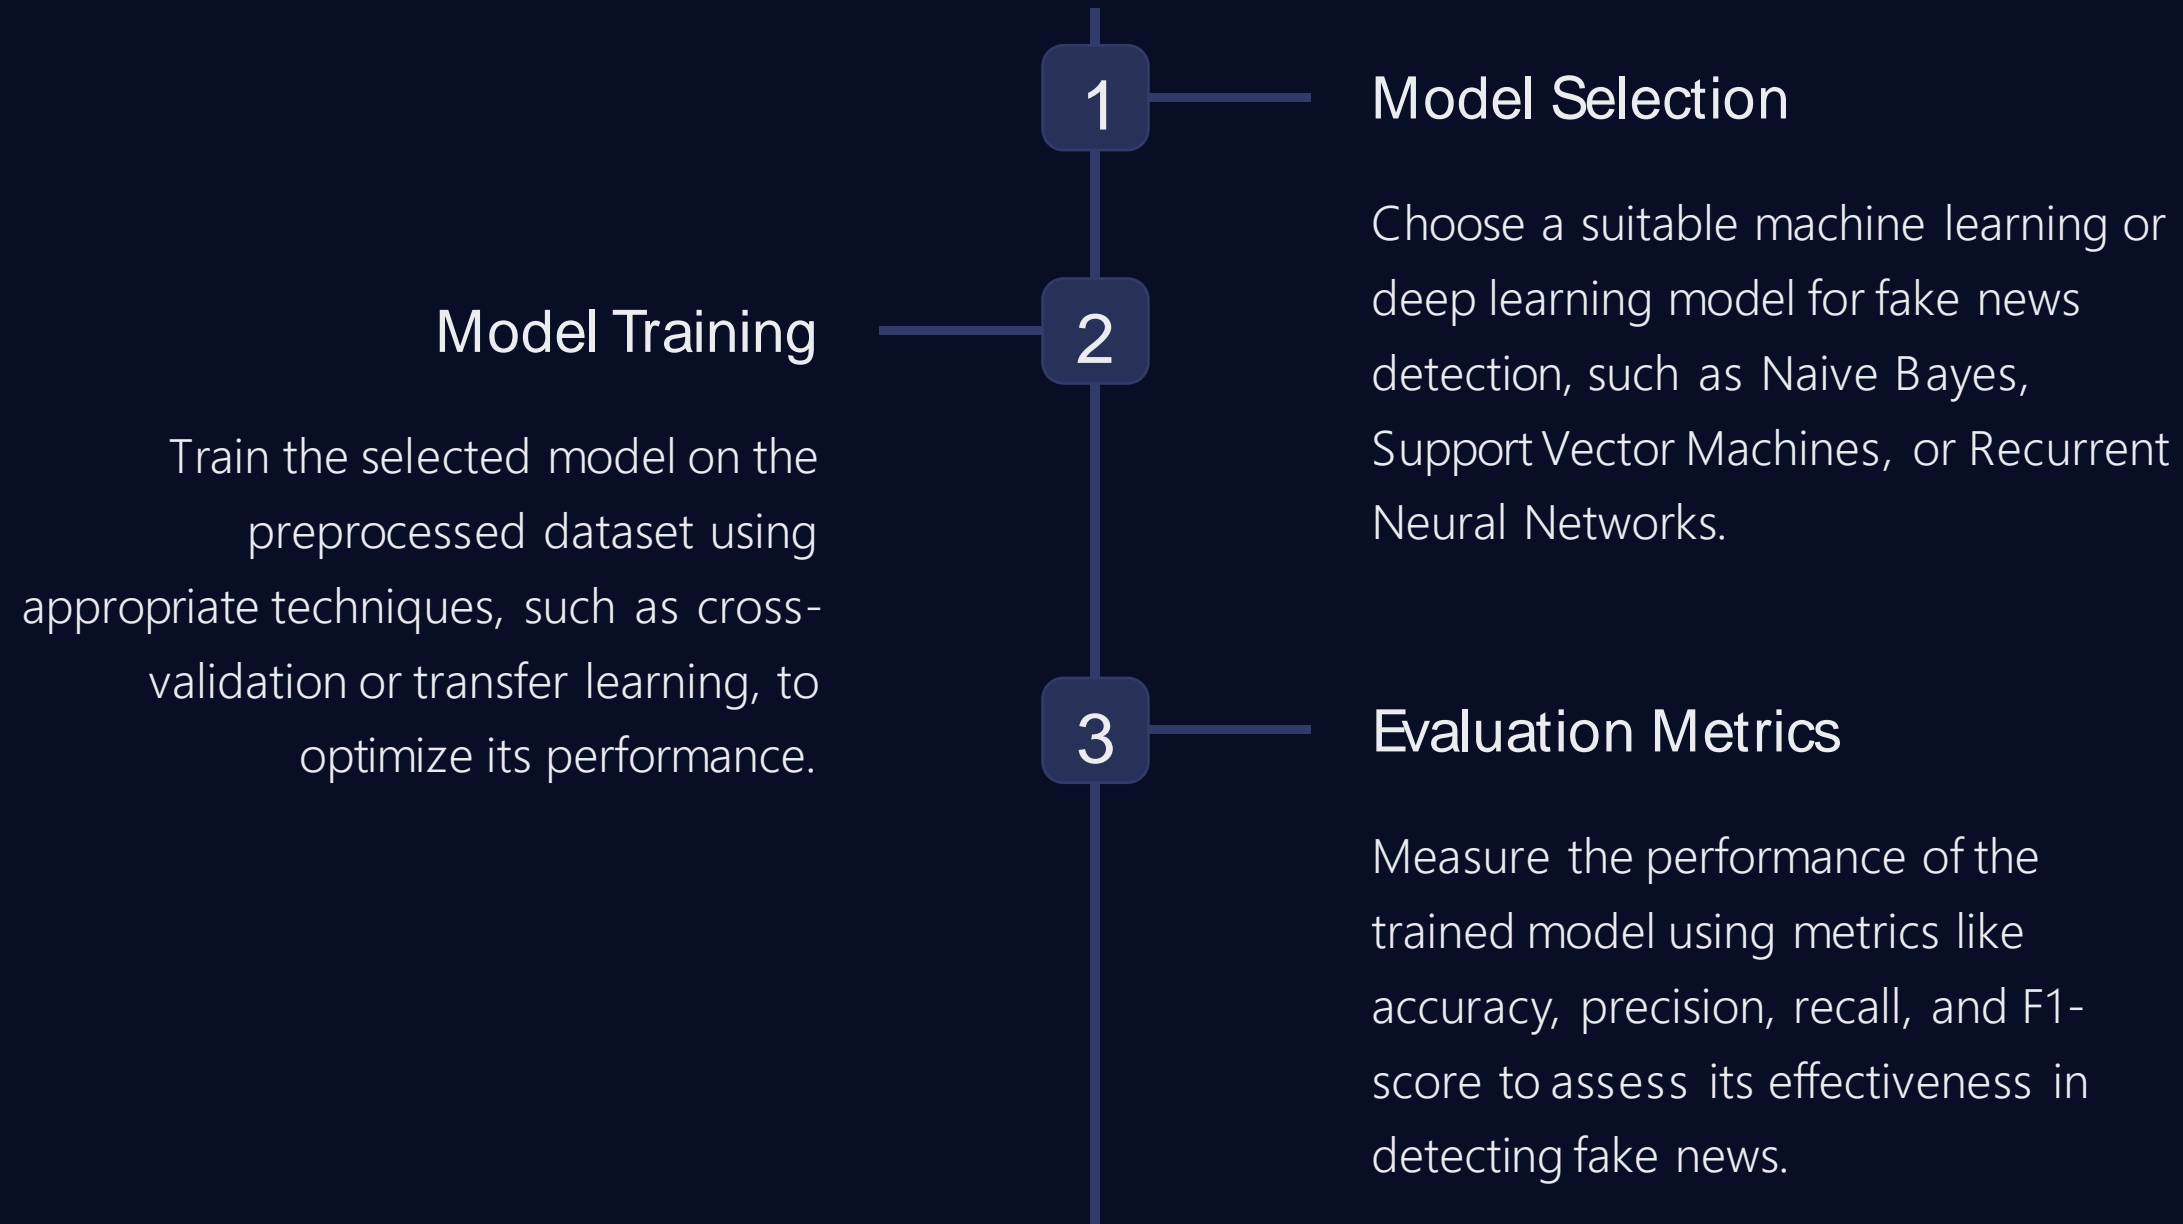 1
Model Selection
Choose a suitable machine learning or
deep learning model for fake news
detection, such as Naive Bayes,
Support Vector Machines, or Recurrent
Neural Networks.
2
Model Training
Train the selected model on the
preprocessed dataset using
appropriate techniques, such as cross-
validation or transfer learning, to
optimize its performance.
3
Evaluation Metrics
Measure the performance of the
trained model using metrics like
accuracy, precision, recall, and F1-
score to assess its effectiveness in
detecting fake news.